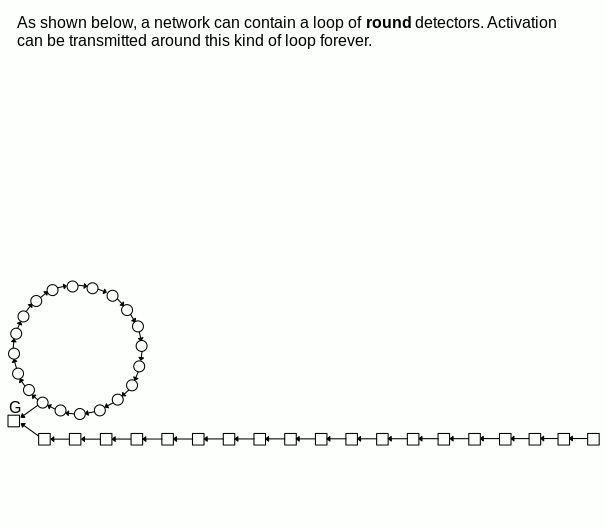 As shown below, a network can contain a loop of round detectors. Activation
can be transmitted around this kind of loop forever.
G